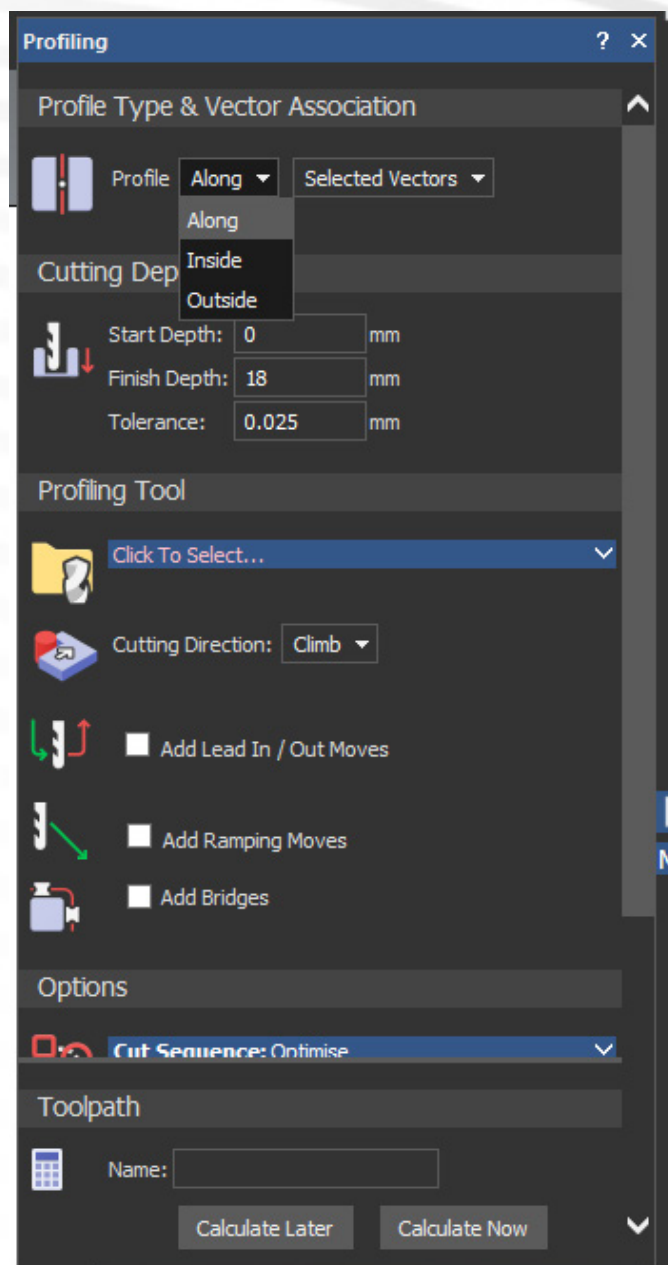 Profiling ? ×
Profile Type & Vector Association
Profile Along Selected Vectors
Along
Inside
Outside
Cutting Dep
Start Depth: 0 mm
Finish Depth: 18 mm
Tolerance: 0.025 mm
Profiling Tool
Click To Select...
Cutting Direction: Climb
Add Lead In / Out Moves
Add Ramping Moves
Add Bridges
Options
Cut Sequence: Optimise
Toolpath
Name:
Calculate Later Calculate Now